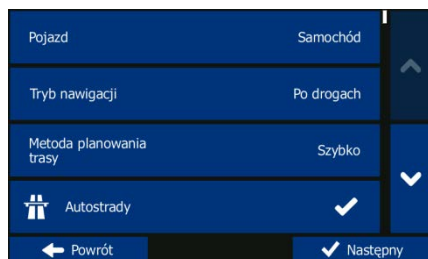 Pojazd Samochód
Tryb nawigacji Po drogach
Metoda planowania
trasy Szybko
Autostrady
Powrót Następny